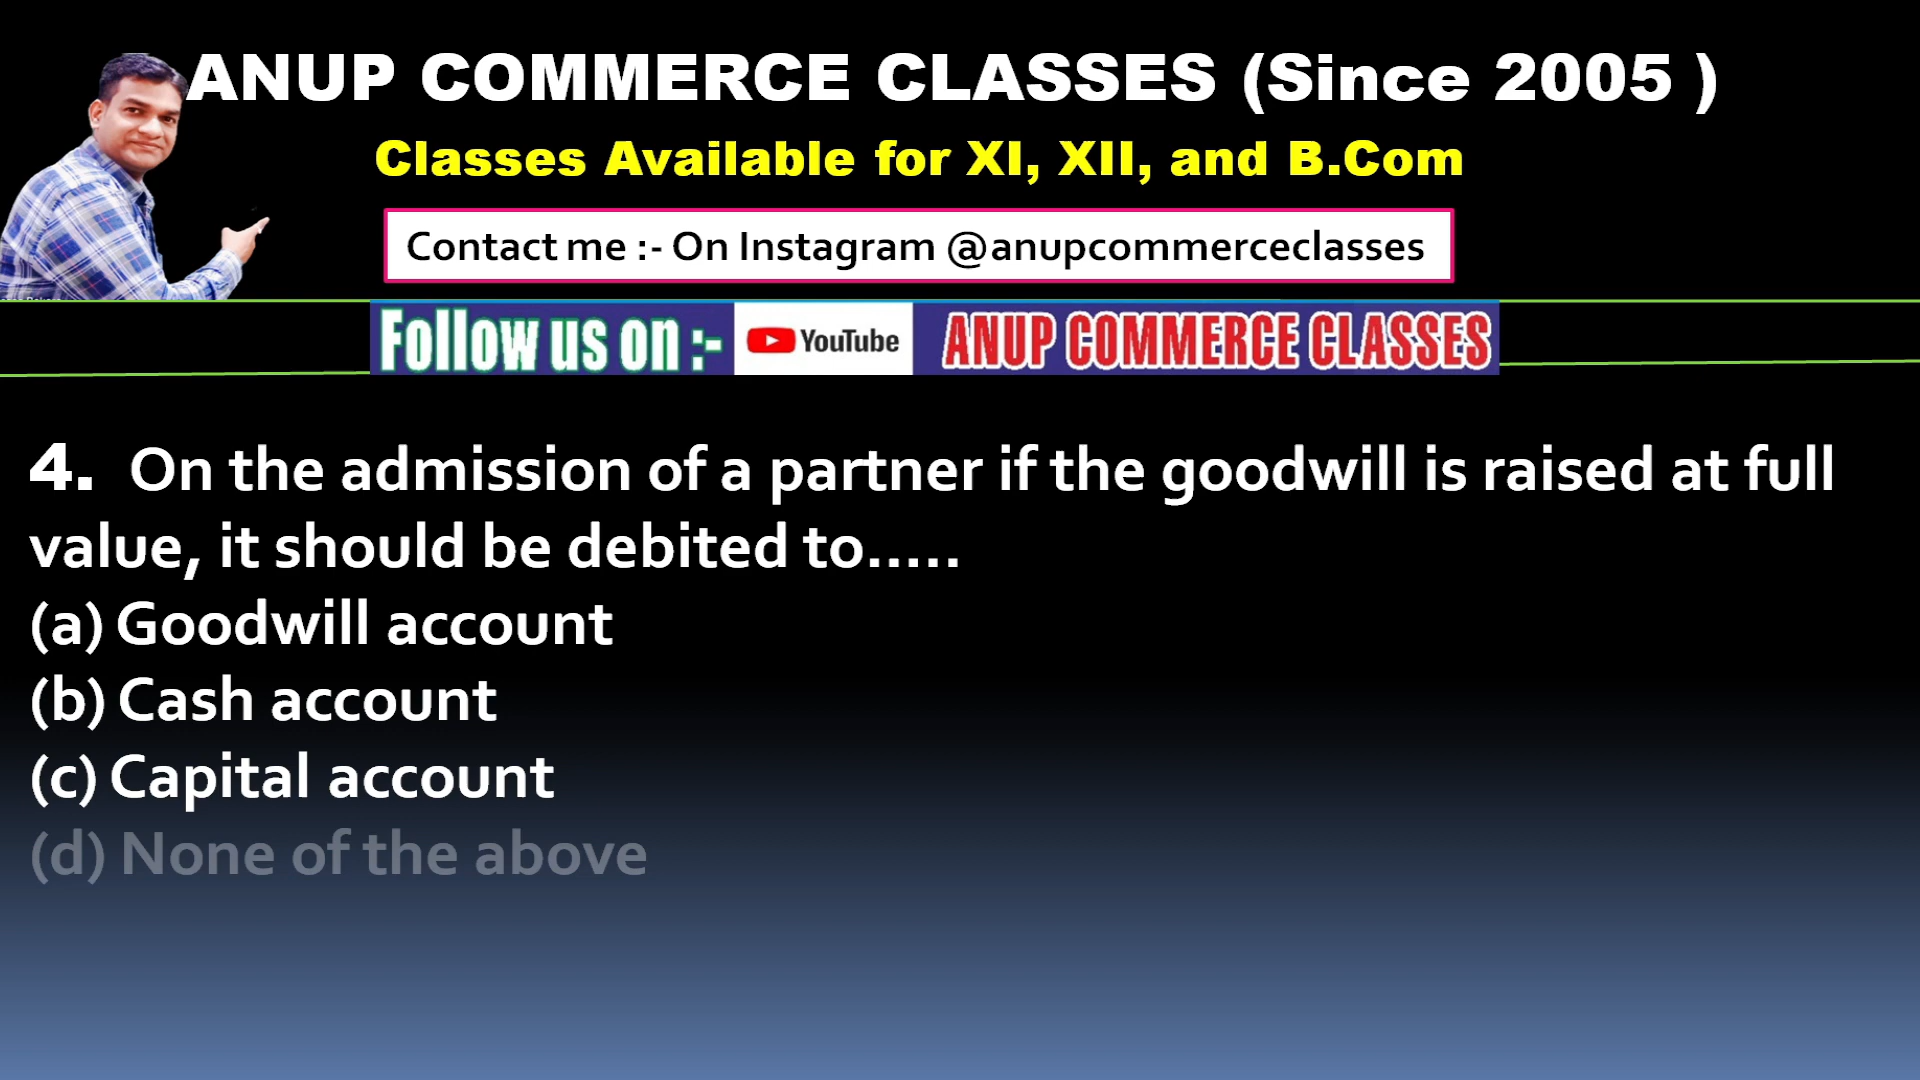 ANUP COMMERCE CLASSES (Since 2005 )
Classes Available for XI, XII, and B.Com
Contact me :- On Instagram @anupcommerceclasses
Follow us on :- YouTube ANUP COMMERCE CLASSES
4. On the admission of a partner if the goodwill is raised at full
value, it should be debited to.....
(a) Goodwill account
(b) Cash account
(c) Capital account
(d) None of the above